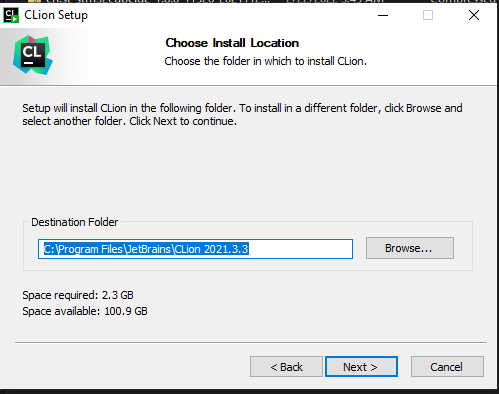 CLion Setup
CL
Choose Install Location
Choose the folder in which to install CLion.
Setup will install CLion in the following folder. To install in a different folder, click Browse and
select another folder. Click Next to continue.
Destination Folder
C:\Program Files\JetBrains\CLion 2021.3.3
Browse...
Space required: 2.3 GB
Space available: 100.9 GB
< Back
Next >
Cancel